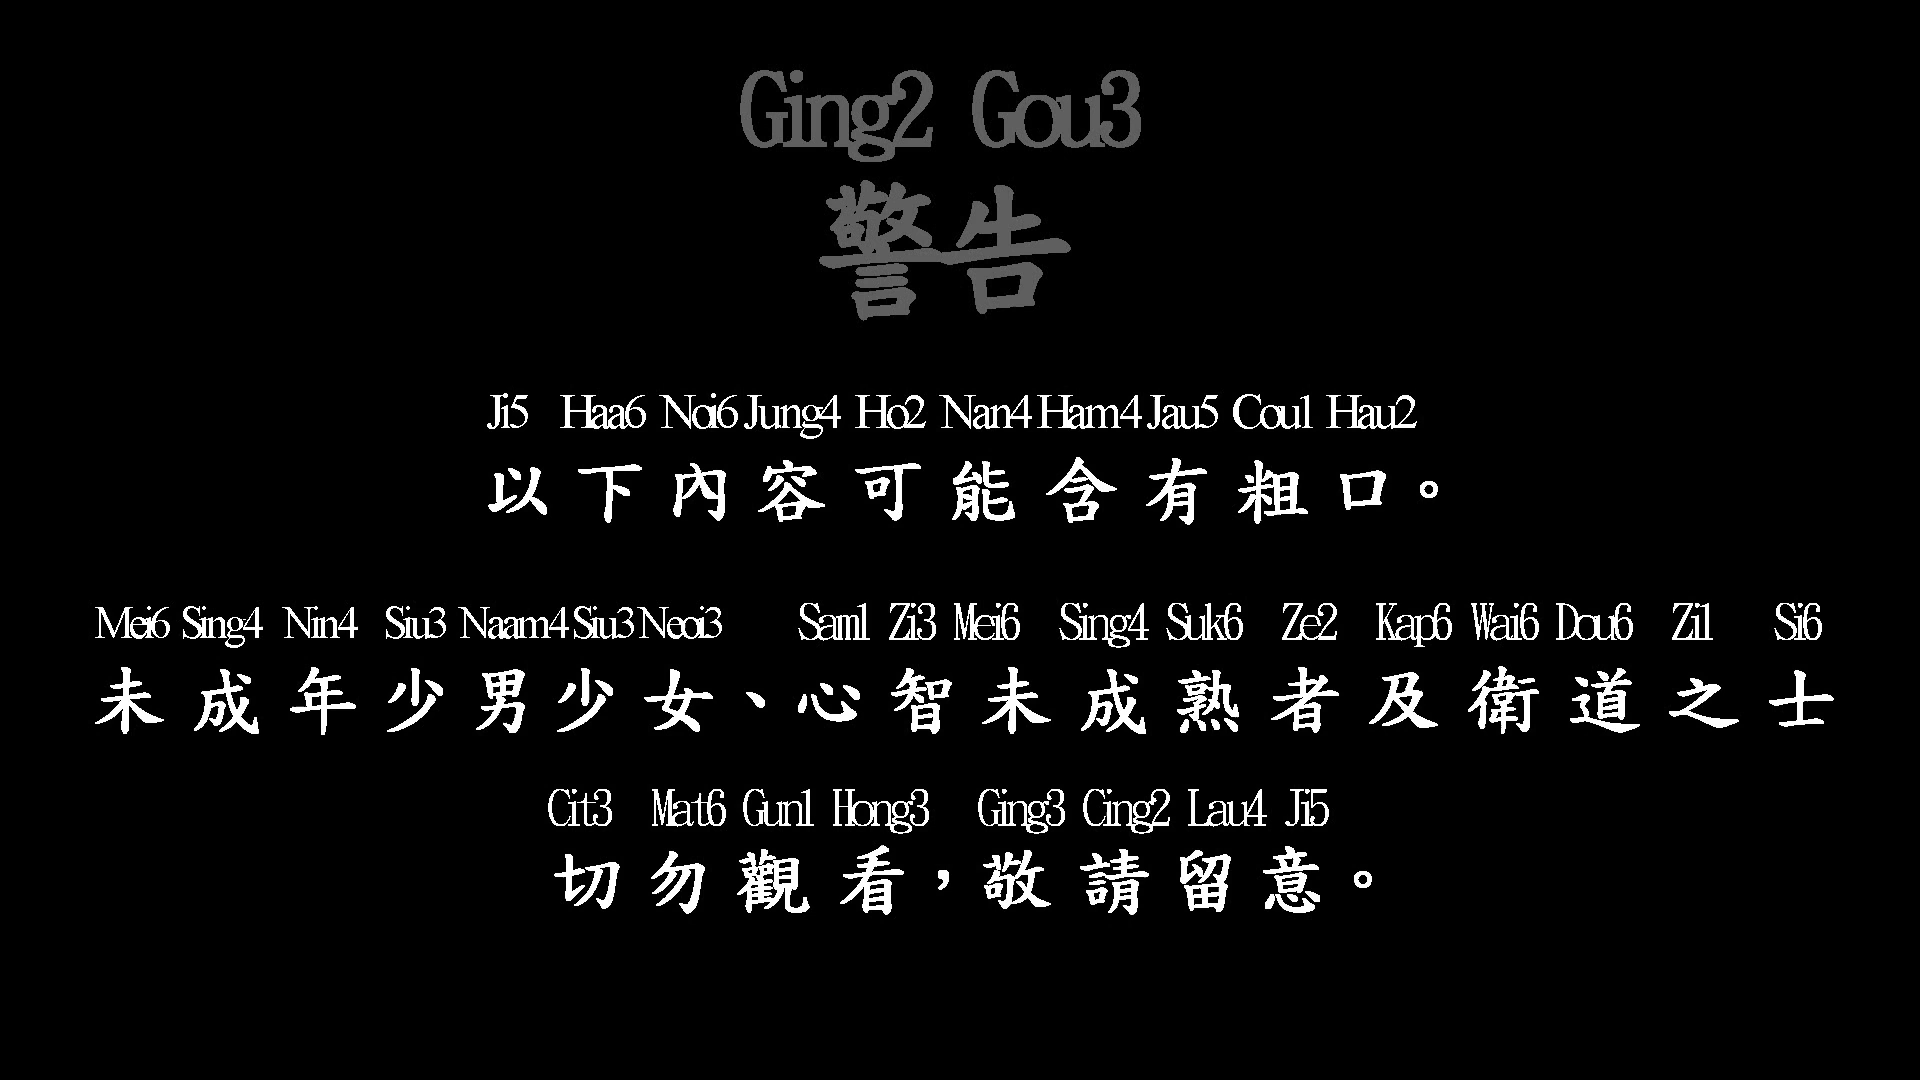 Ging2 Gou3
警告
Ji5 Haa6 Noi6 Jung4 Ho2 Nan4 Ham4 Jau5 Cou1 Hau2
以下內容可能含有粗口。
Mei6 Sing4 Nin4 Siu3 Naam4 Siu3 Neoi3 Sam1 Zi3 Mei6 Sing4 Suk6 Ze2 Kap6 Wai6 Dou6 Zi1 Si6
未成年少男少女、心智未成熟者及衛道之士
Cit3 Mat6 Gun1 Hong3 Ging3 Cing2 Lau4 Ji5
切勿觀看，敬請留意。